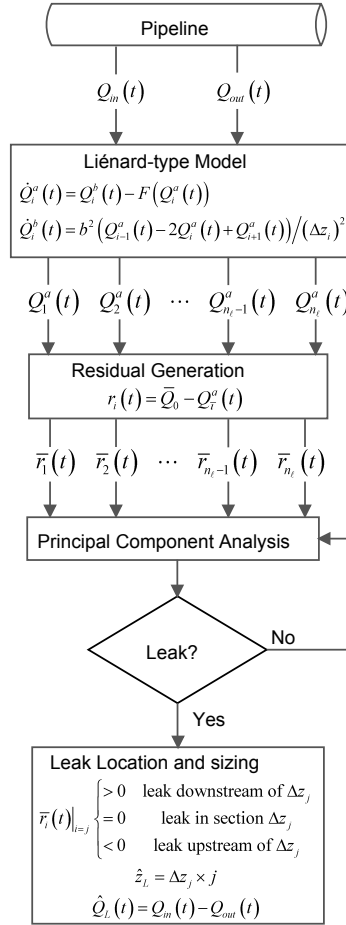 Pipeline
Q_in(t) Q_out(t)
Liénard-type Model
Q̇_i^a(t) = Q_i^b(t) − F(Q_i^a(t))
Q̇_i^b(t) = b^2(Q_{i−1}^a(t) − 2Q_i^a(t) + Q_{i+1}^a(t))/(Δz_i)^2
Q_1^a(t) Q_2^a(t) ⋯ Q_{n_ℓ−1}^a(t) Q_{n_ℓ}^a(t)
Residual Generation
r_i(t) = Q̄_0 − Q_ī^a(t)
r̄_1(t) r̄_2(t) ⋯ r̄_{n_ℓ−1}(t) r̄_{n_ℓ}(t)
Principal Component Analysis
Leak?
No
Yes
Leak Location and sizing
> 0 leak downstream of Δz_j
r̄_i(t)|_{i=j} { = 0 leak in section Δz_j
< 0 leak upstream of Δz_j
ẑ_L = Δz_j × j
Q̂_L(t) = Q_in(t) − Q_out(t)